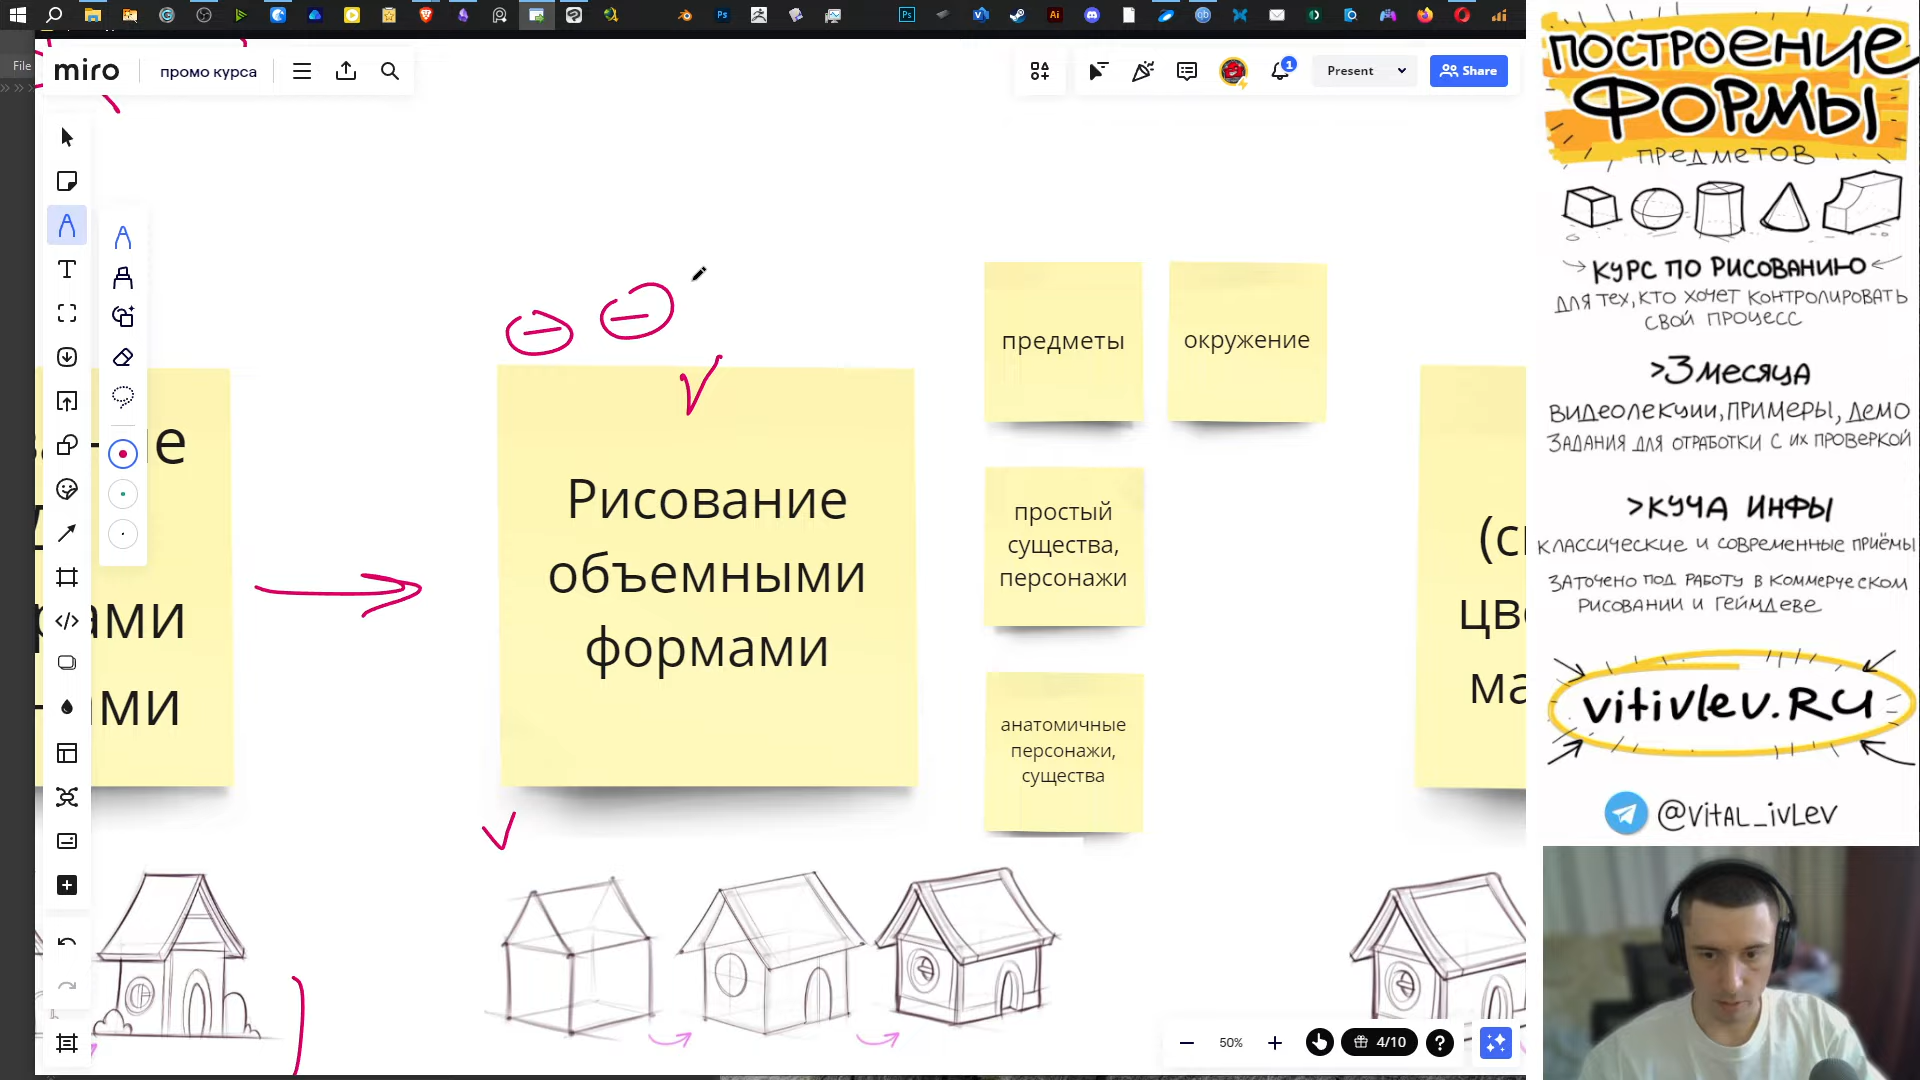 File
miro
промо курса
1
Present
Share
ие
ами
ами
Рисование
объемными
формами
предметы
окружение
простый
существа,
персонажи
анатомичные
персонажи,
существа
50%
4/10
ПОСТРОЕНИЕ
ФОРМЫ
ПРЕДМЕТОВ
КУРС ПО РИСОВАНИЮ
ДЛЯ ТЕХ, КТО ХОЧЕТ КОНТРОЛИРОВАТЬ
СВОЙ ПРОЦЕСС
>3 месяца
ВИДЕОЛЕКЦИИ, ПРИМЕРЫ, ДЕМО
ЗАДАНИЯ ДЛЯ ОТРАБОТКИ С ИХ ПРОВЕРКОЙ
>КУЧА ИНФЫ
КЛАССИЧЕСКИЕ И СОВРЕМЕННЫЕ ПРИЁМЫ
ЗАТОЧЕНО ПОД РАБОТУ В КОММЕРЧЕСКОМ
РИСОВАНИИ И ГЕЙМДЕВЕ
vitivlev.RU
@VITAL_IVLEV